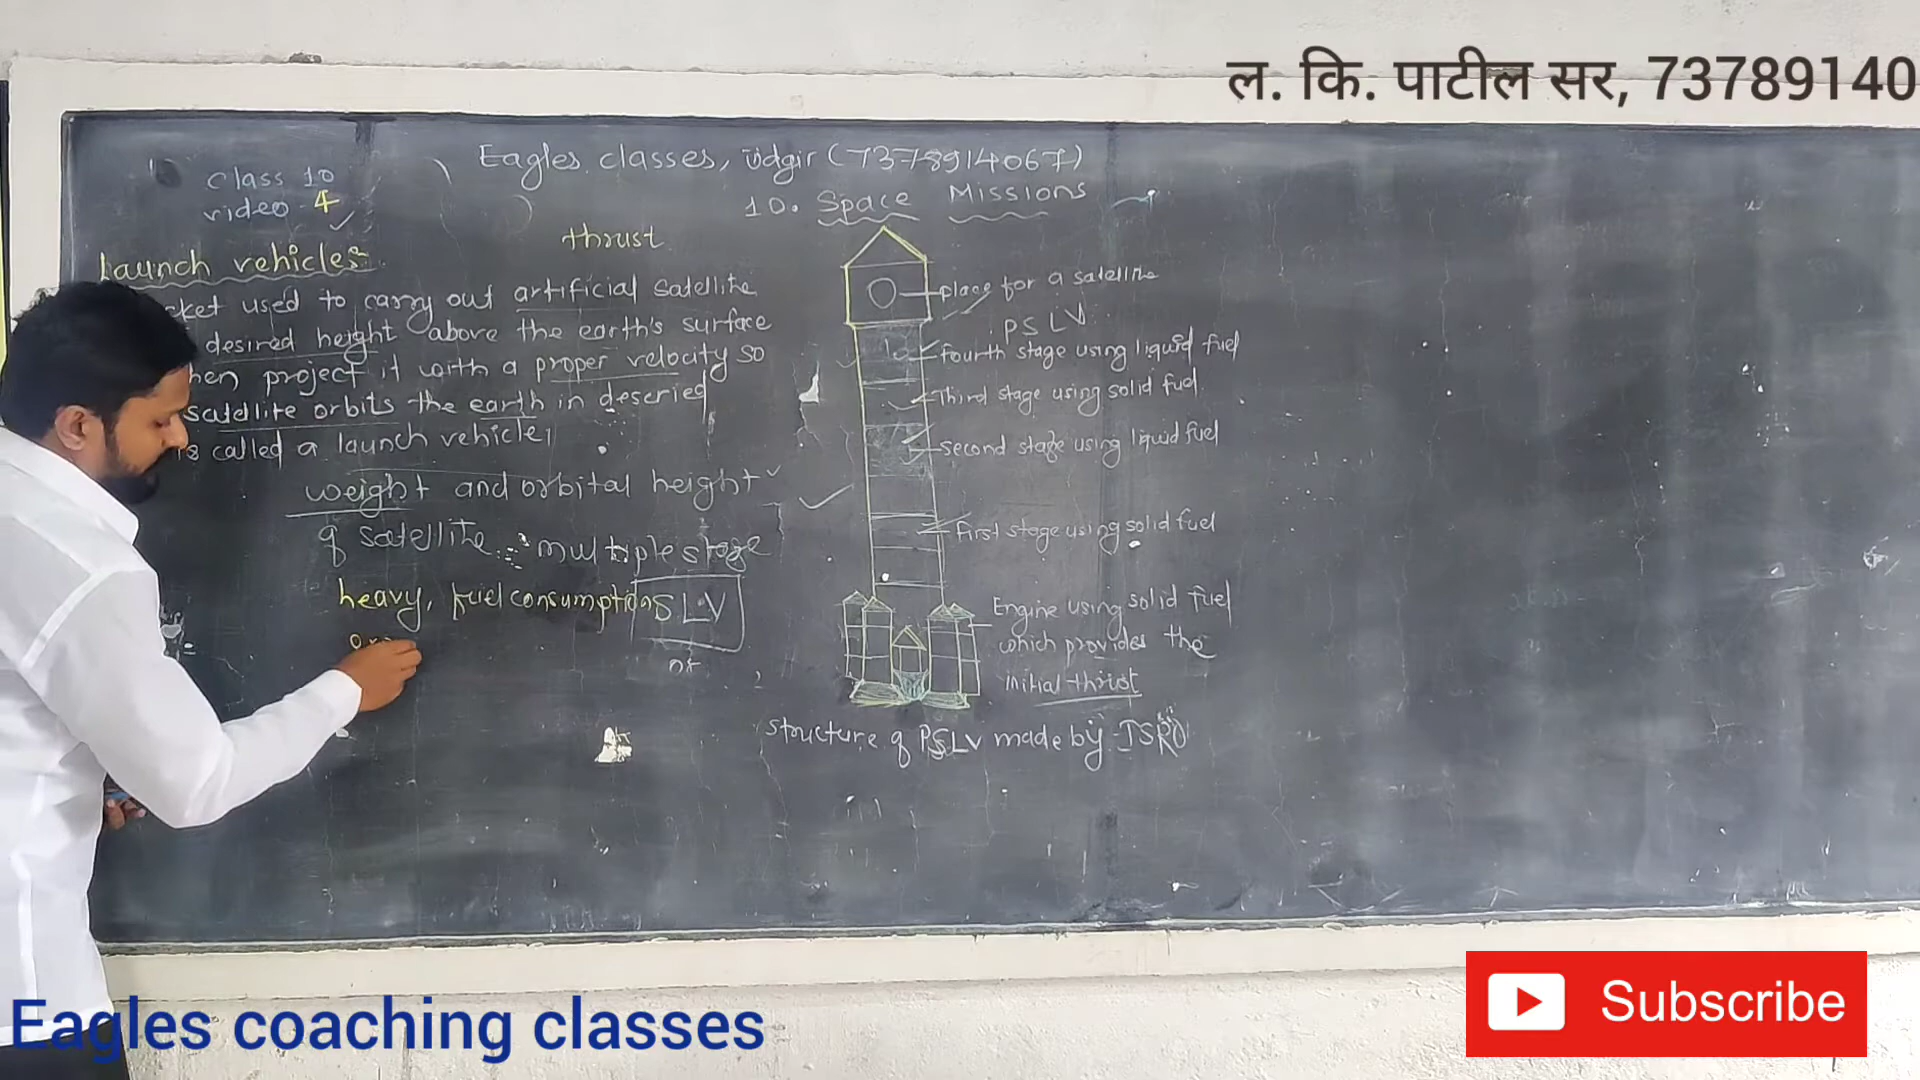 ल. कि. पाटील सर, 73789140
Eagles classes, Udgir (7378914067)
class 10
video - 4
10. Space Missions
thrust
Launch vehicles
cket used to carry out artificial satellite
desired height above the earth's surface
hen project it with a proper velocity so
satellite orbits the earth in descried
is called a launch vehicle
weight and orbital height
of satellite multiple stage
heavy, fuel consumption SLV
place for a satellite
PSLV
fourth stage using liquid fuel
Third stage using solid fuel.
second stage using liquid fuel
First stage using solid fuel
Engine using solid fuel
which provides the
initial thrust
structure of PSLV made by ISRO
Eagles coaching classes
Subscribe